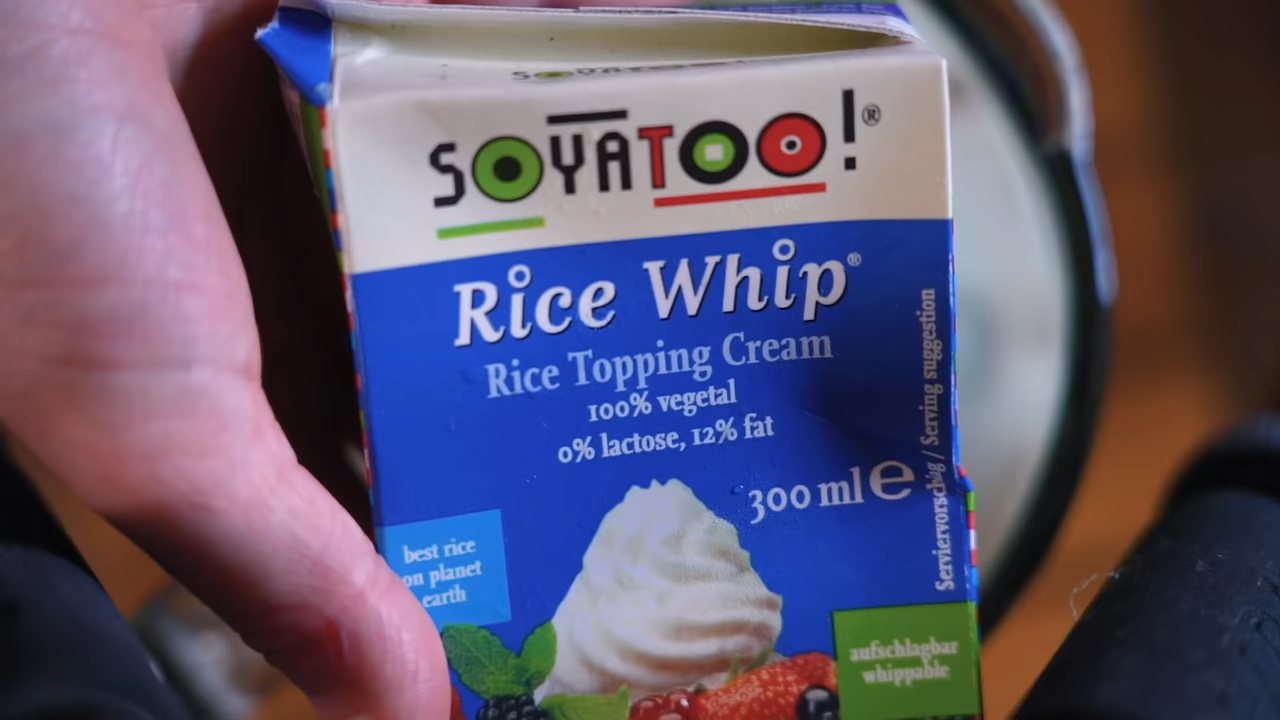 SOYATOO!®
Rice Whip®
Rice Topping Cream
100% vegetal
0% lactose, 12% fat
300 ml e
Serviervorschlag / Serving suggestion
best rice
on planet
earth
aufschlagbar
whippable